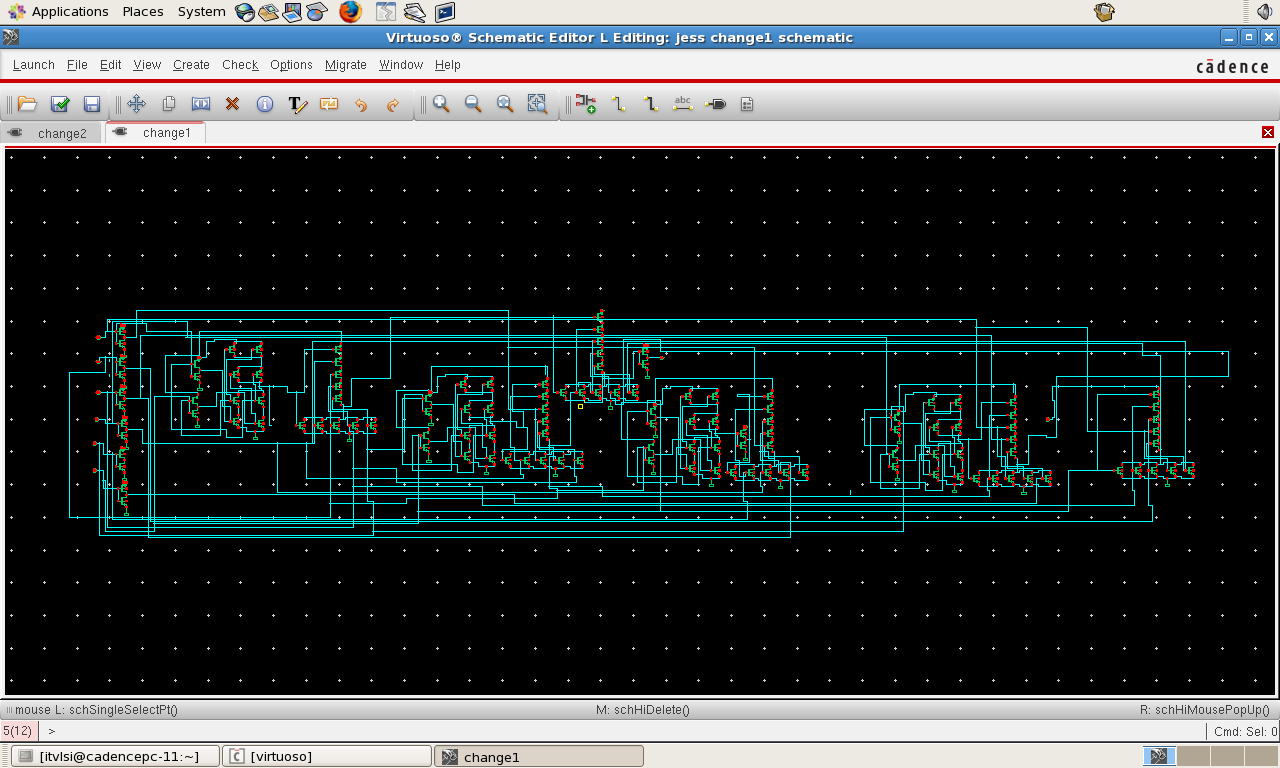 Applications Places System
Virtuoso® Schematic Editor L Editing: jess change1 schematic
Launch File Edit View Create Check Options Migrate Window Help
cādence
abc
change2 change1
mouse L: schSingleSelectPt() M: schHiDelete() R: schHiMousePopUp()
5(12) > Cmd: Sel: 0
[itvlsi@cadencepc-11:~] [virtuoso] change1